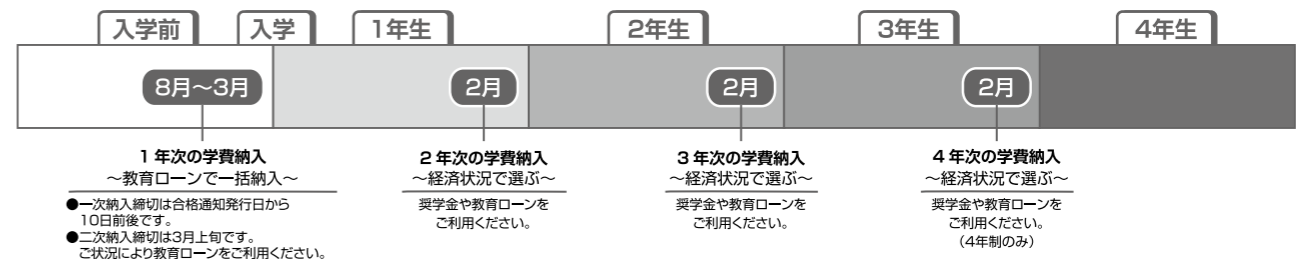 入学前
入学
1年生
2年生
3年生
4年生
8月〜3月
2月
2月
2月
1年次の学費納入
〜教育ローンで一括納入〜
●一次納入締切は合格通知発行日から
10日前後です。
●二次納入締切は3月上旬です。
ご状況により教育ローンをご利用ください。
2年次の学費納入
〜経済状況で選ぶ〜
奨学金や教育ローンを
ご利用ください。
3年次の学費納入
〜経済状況で選ぶ〜
奨学金や教育ローンを
ご利用ください。
4年次の学費納入
〜経済状況で選ぶ〜
奨学金や教育ローンを
ご利用ください。
（4年制のみ）